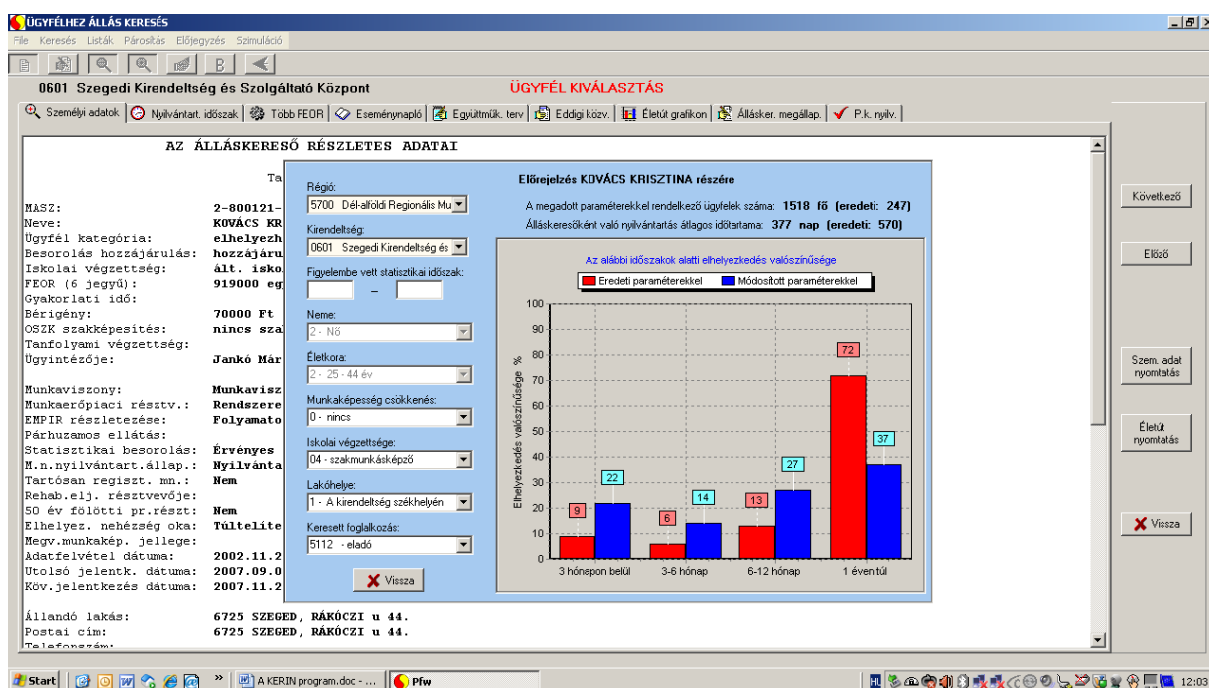 ÜGYFÉLHEZ ÁLLÁS KERESÉS
File Keresés Listák Párosítás Előjegyzés Szimuláció
B
0601 Szegedi Kirendeltség és Szolgáltató Központ ÜGYFÉL KIVÁLASZTÁS
Személyi adatok Nyilvántart. időszak Több FEOR Eseménynapló Együttműk. terv Eddigi közv. Életút grafikon Állásker. megállap. P.k. nyilv.
AZ ÁLLÁSKERESŐ RÉSZLETES ADATAI
Ta
MASZ: 2-800121-
Neve: KOVÁCS KR
Ügyfél kategória: elhelyezh
Besorolás hozzájárulás: hozzájáru
Iskolai végzettség: ált. isko
FEOR (6 jegyű): 919000 eg
Gyakorlati idő:
Bérigény: 70000 Ft
OSZK szakképesítés: nincs sza
Tanfolyami végzettség:
Ügyintézője: Jankó Már
Munkaviszony: Munkavisz
Munkaerőpiaci résztv.: Rendszere
EMPIR részletezése: Folyamato
Párhuzamos ellátás:
Statisztikai besorolás: Érvényes
M.n.nyilvántart.állap.: Nyilvánta
Tartósan regiszt. mn.: Nem
Rehab.elj. résztvevője:
50 év fölötti pr.részt: Nem
Elhelyez. nehézség oka: Túltelíte
Megv.munkakép. jellege:
Adatfelvétel dátuma: 2002.11.2
Utolsó jelentk. dátuma: 2007.09.0
Köv.jelentkezés dátuma: 2007.11.2
Állandó lakás: 6725 SZEGED, RÁKÓCZI u 44.
Postai cím: 6725 SZEGED, RÁKÓCZI u 44.
Telefonszám:
Régió:
5700 Dél-alföldi Regionális Mu
Kirendeltség:
0601 Szegedi Kirendeltség és
Figyelembe vett statisztikai időszak:
–
Neme:
2 - Nő
Életkora:
2 - 25 - 44 év
Munkaképesség csökkenés:
0 - nincs
Iskolai végzettsége:
04 - szakmunkásképző
Lakóhelye:
1 - A kirendeltség székhelyén
Keresett foglalkozás:
5112 - eladó
Vissza
Előrejelzés KOVÁCS KRISZTINA részére
A megadott paraméterekkel rendelkező ügyfelek száma: 1518 fő (eredeti: 247)
Álláskeresőként való nyilvántartás átlagos időtartama: 377 nap (eredeti: 570)
Az alábbi időszakok alatti elhelyezkedés valószínűsége
Eredeti paraméterekkel Módosított paraméterekkel
Elhelyezkedés valószínűsége %
100
90
80
70
60
50
40
30
20
10
0
9 22 6 14 13 27 72 37
3 hónapon belül 3-6 hónap 6-12 hónap 1 éven túl
Következő
Előző
Szem. adat
nyomtatás
Életút
nyomtatás
Vissza
Start » A KERIN program.doc - ... Pfw HU 12:03